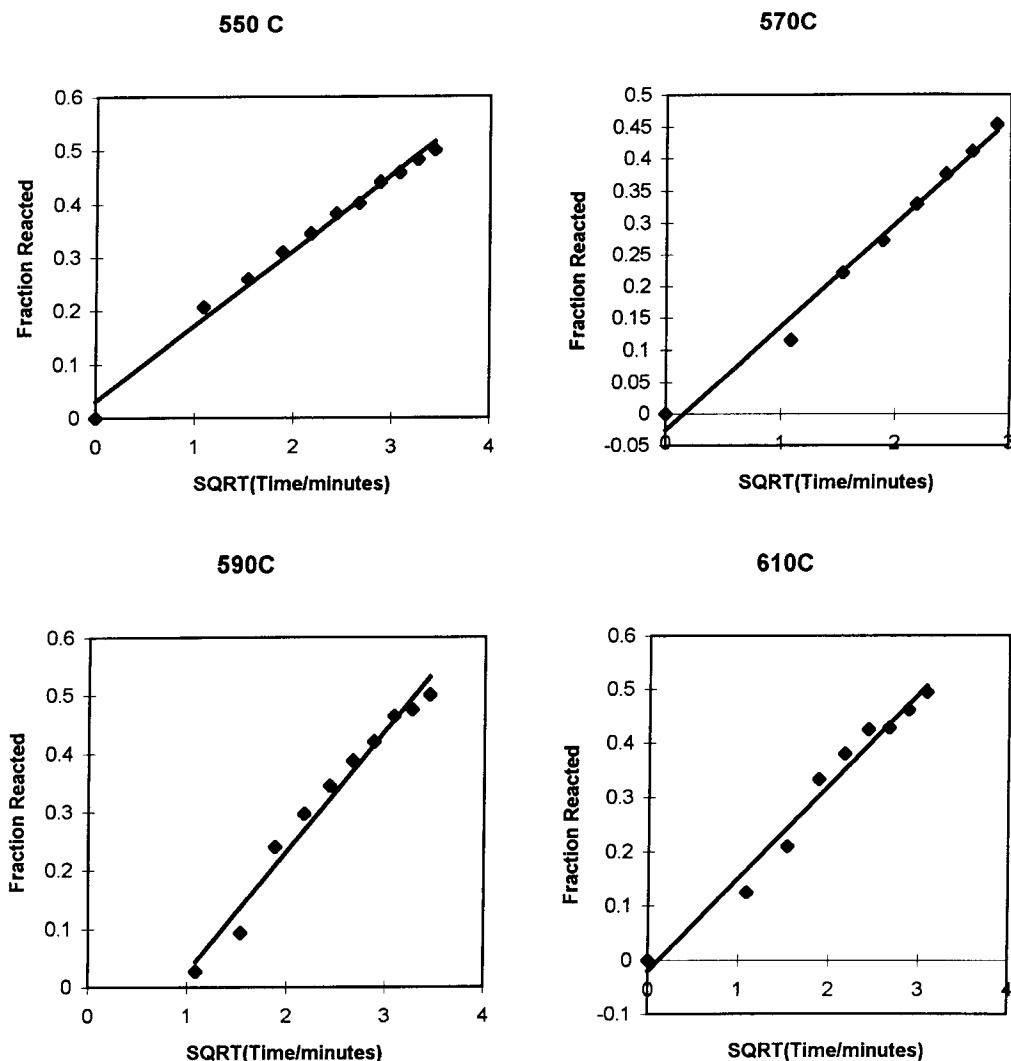 550 C
0.6
0.5
0.4
0.3
0.2
0.1
0
0 1 2 3 4
Fraction Reacted
SQRT(Time/minutes)
570C
0.5
0.45
0.4
0.35
0.3
0.25
0.2
0.15
0.1
0.05
0
-0.05
0 1 2 3
Fraction Reacted
SQRT(Time/minutes)
590C
0.6
0.5
0.4
0.3
0.2
0.1
0
0 1 2 3 4
Fraction Reacted
SQRT(Time/minutes)
610C
0.6
0.5
0.4
0.3
0.2
0.1
0
-0.1
0 1 2 3 4
Fraction Reacted
SQRT(Time/minutes)